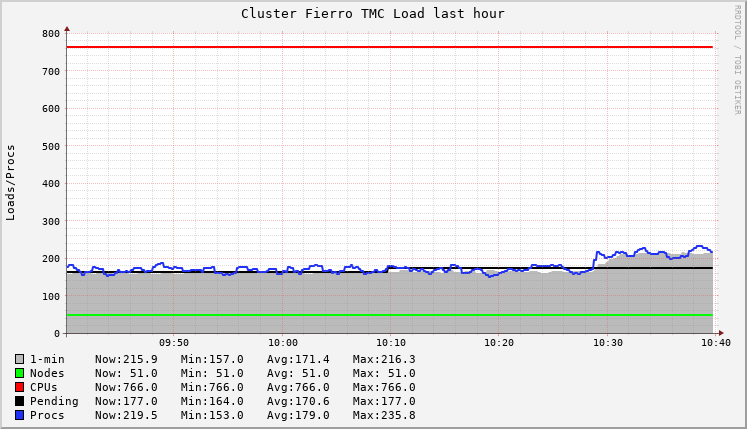 Cluster Fierro TMC Load last hour
RRDTOOL / TOBI OETIKER
Loads/Procs
800
700
600
500
400
300
200
100
0
09:50 10:00 10:10 10:20 10:30 10:40
1-min Now:215.9 Min:157.0 Avg:171.4 Max:216.3
Nodes Now: 51.0 Min: 51.0 Avg: 51.0 Max: 51.0
CPUs Now:766.0 Min:766.0 Avg:766.0 Max:766.0
Pending Now:177.0 Min:164.0 Avg:170.6 Max:177.0
Procs Now:219.5 Min:153.0 Avg:179.0 Max:235.8